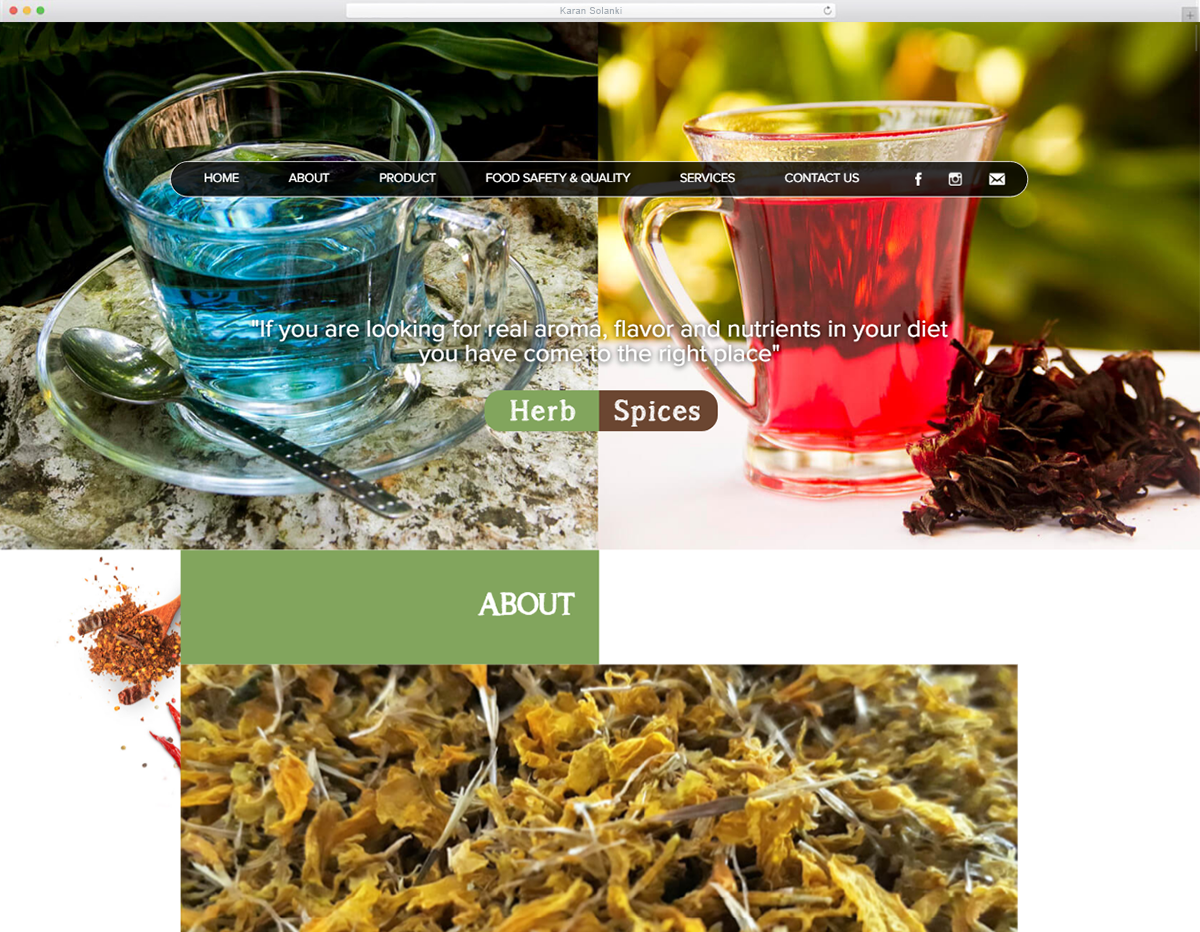 Karan Solanki
HOME ABOUT PRODUCT FOOD SAFETY & QUALITY SERVICES CONTACT US
"If you are looking for real aroma, flavor and nutrients in your diet
you have come to the right place"
Herb Spices
ABOUT